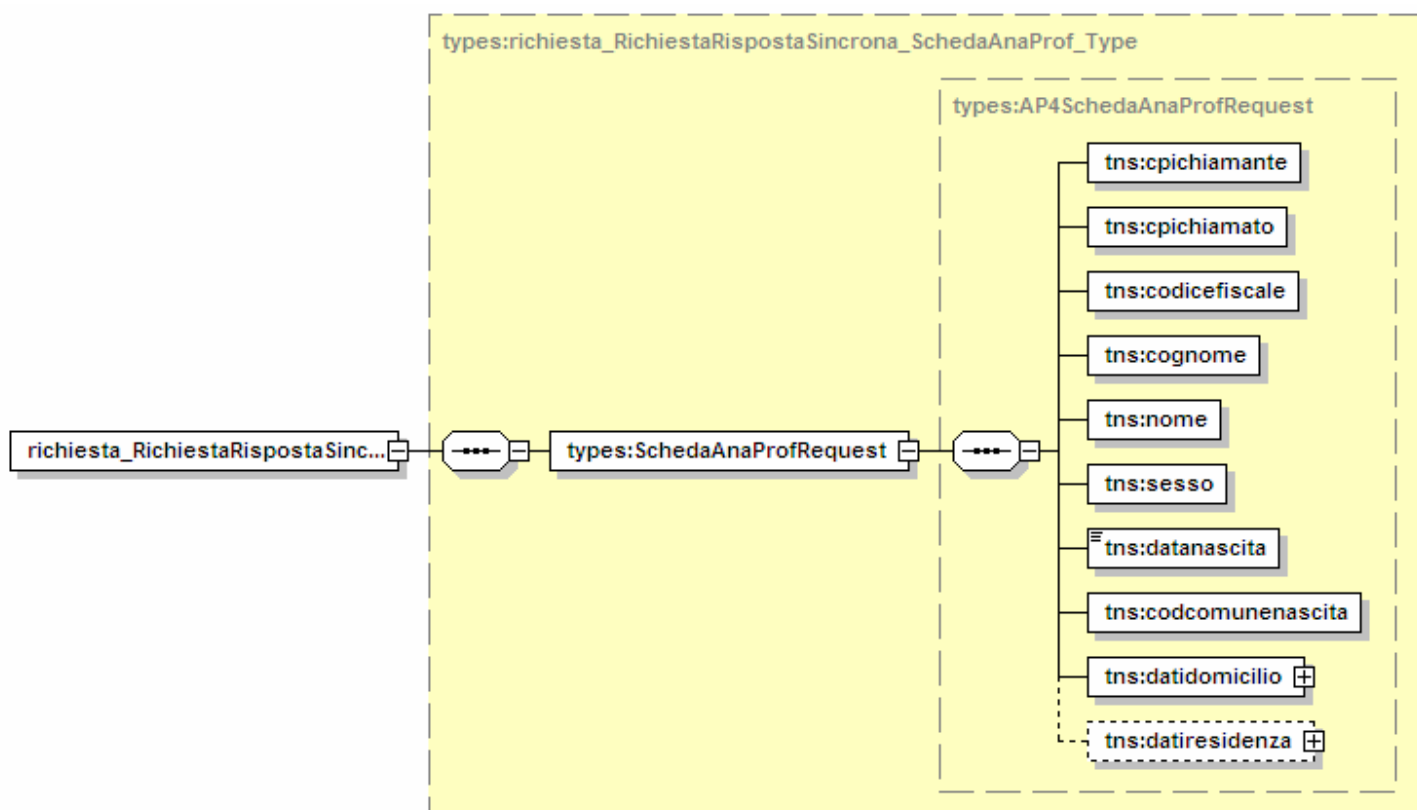 types:richiesta_RichiestaRispostaSincrona_SchedaAnaProf_Type
types:AP4SchedaAnaProfRequest
tns:cpichiamante
tns:cpichiamato
tns:codicefiscale
tns:cognome
tns:nome
richiesta_RichiestaRispostaSinc...
types:SchedaAnaProfRequest
tns:sesso
tns:datanascita
tns:codcomunenascita
tns:datidomicilio
tns:datiresidenza